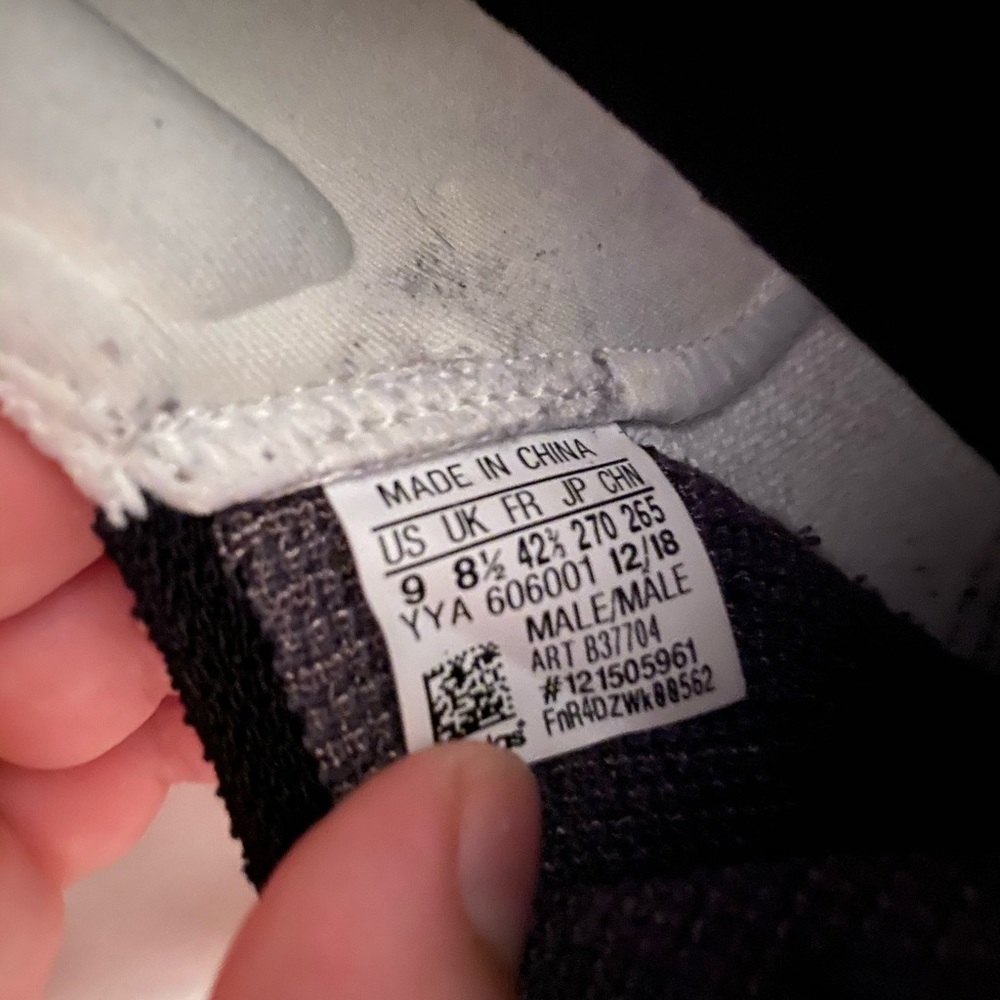 MADE IN CHINA
US UK FR JP CHN
9 8½ 42⅔ 270 265
YYA 606001 12/18
MALE/MÂLE
ART B37704
#121505961